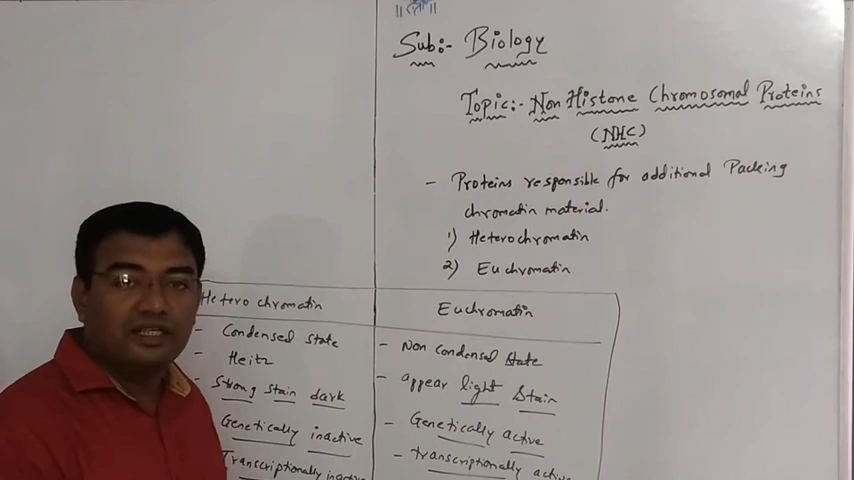 Sub:- Biology
Topic:- Non Histone Chromosomal Proteins
(NHC)
- Proteins responsible for additional Packing
chromatin material.
1) Heterochromatin
2) Euchromatin
Hetero chromatin
- Condensed state
- Heitz
- Strong stain dark
Genetically inactive
Transcriptionally inactive
Euchromatin
- Non condensed state
- appear light stain
- Genetically active
- transcriptionally active